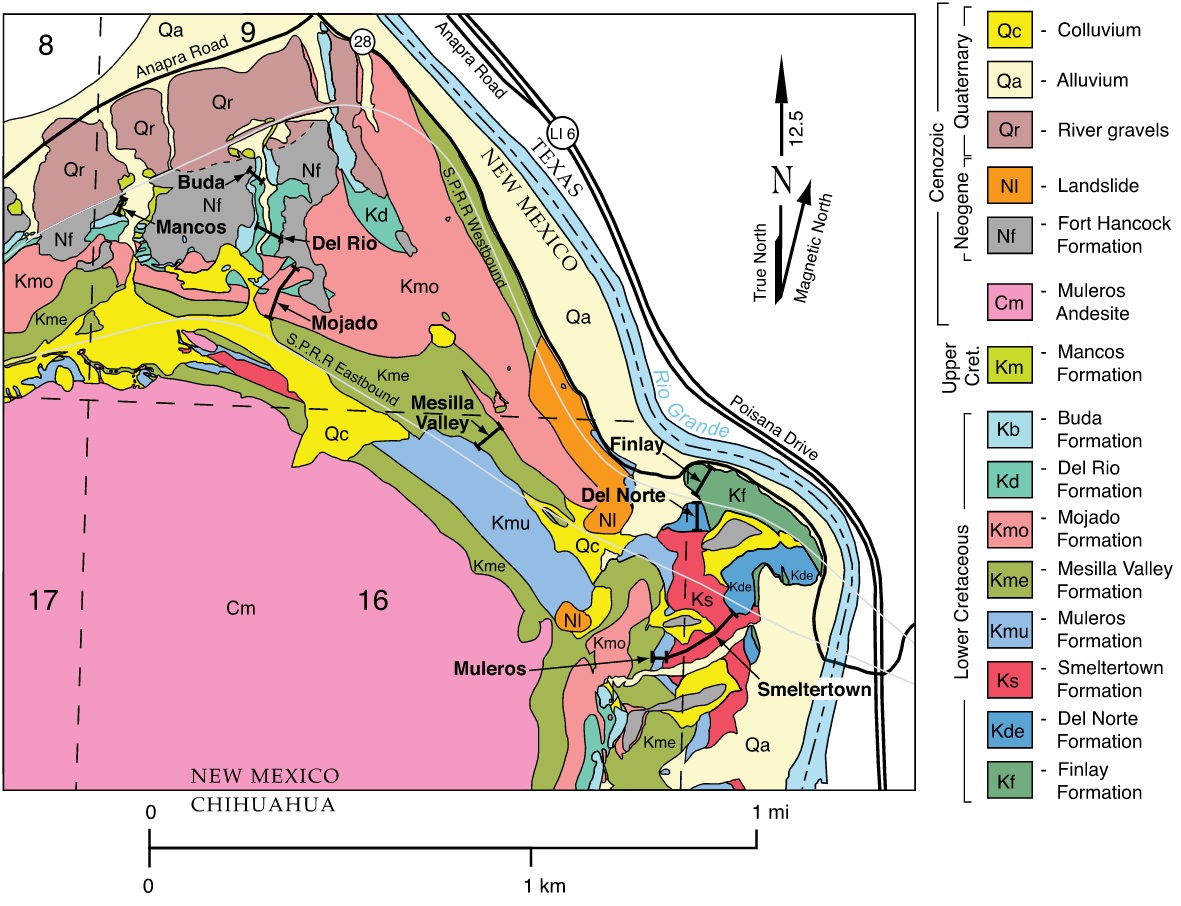 8
9
Qa
28
Anapra Road
Anapra Road
LI 6
Qr
Qr
Qr
Buda
Nf
Nf
Mancos
Nf
Del Rio
Kd
Kmo
Kmo
Mojado
Kme
S.P.R.R Westbound
S.P.R.R Eastbound
TEXAS
NEW MEXICO
Qa
Rio Grande
Poisana Drive
12.5
N
True North
Magnetic North
Kme
Mesilla
Valley
Qc
Finlay
Kf
Del Norte
Nl
Kmu
Qc
Kme
Kde
Kde
Ks
17
Cm
16
Nl
Kmo
Muleros
Smeltertown
Kme
Qa
NEW MEXICO
CHIHUAHUA
0
1 mi
0
1 km
Cenozoic
Quaternary
Neogene
Upper
Cret.
Lower Cretaceous
Qc - Colluvium
Qa - Alluvium
Qr - River gravels
Nl - Landslide
Nf - Fort Hancock
Formation
Cm - Muleros
Andesite
Km - Mancos
Formation
Kb - Buda
Formation
Kd - Del Rio
Formation
Kmo - Mojado
Formation
Kme - Mesilla Valley
Formation
Kmu - Muleros
Formation
Ks - Smeltertown
Formation
Kde - Del Norte
Formation
Kf - Finlay
Formation